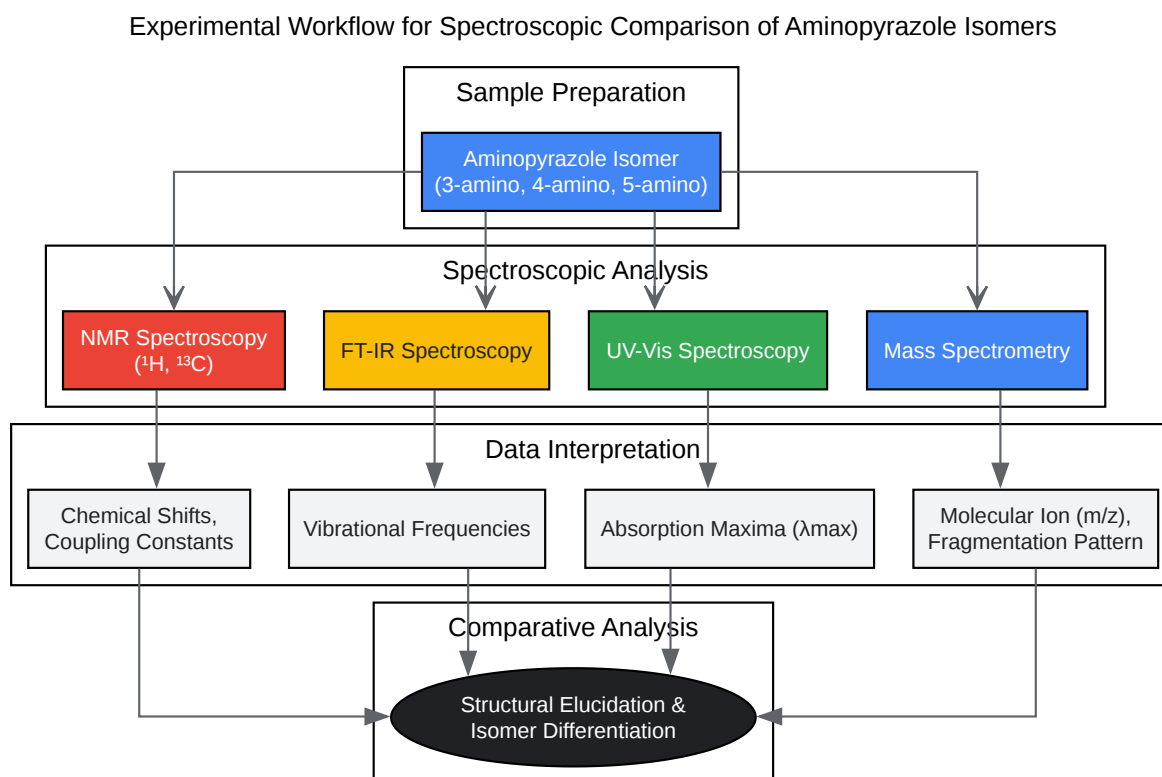 Experimental Workflow for Spectroscopic Comparison of Aminopyrazole Isomers
Sample Preparation
Aminopyrazole Isomer
(3-amino, 4-amino, 5-amino)
Spectroscopic Analysis
NMR Spectroscopy
(¹H, ¹³C)
FT-IR Spectroscopy
UV-Vis Spectroscopy
Mass Spectrometry
Data Interpretation
Chemical Shifts,
Coupling Constants
Vibrational Frequencies
Absorption Maxima (λmax)
Molecular Ion (m/z),
Fragmentation Pattern
Comparative Analysis
Structural Elucidation &
Isomer Differentiation